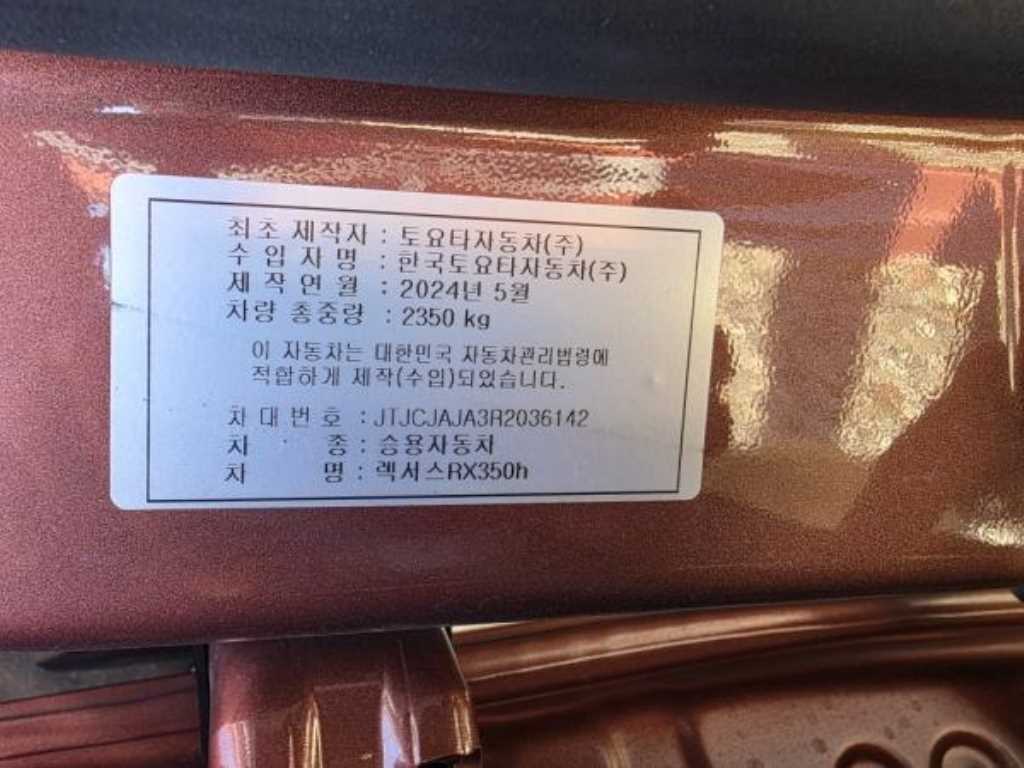 최초 제작자 : 토요타자동차(주)
수입자명 : 한국토요타자동차(주)
제작연월 : 2024년 5월
차량 총중량 : 2350 kg
이 자동차는 대한민국 자동차관리법령에
적합하게 제작(수입)되었습니다.
차대번호 : JTJCJAJA3R2036142
차 종 : 승용자동차
차 명 : 렉서스RX350h